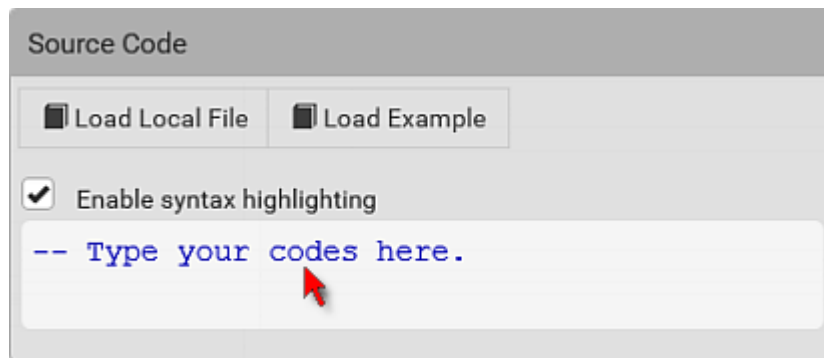 Source Code
Load Local File Load Example
Enable syntax highlighting
-- Type your codes here.